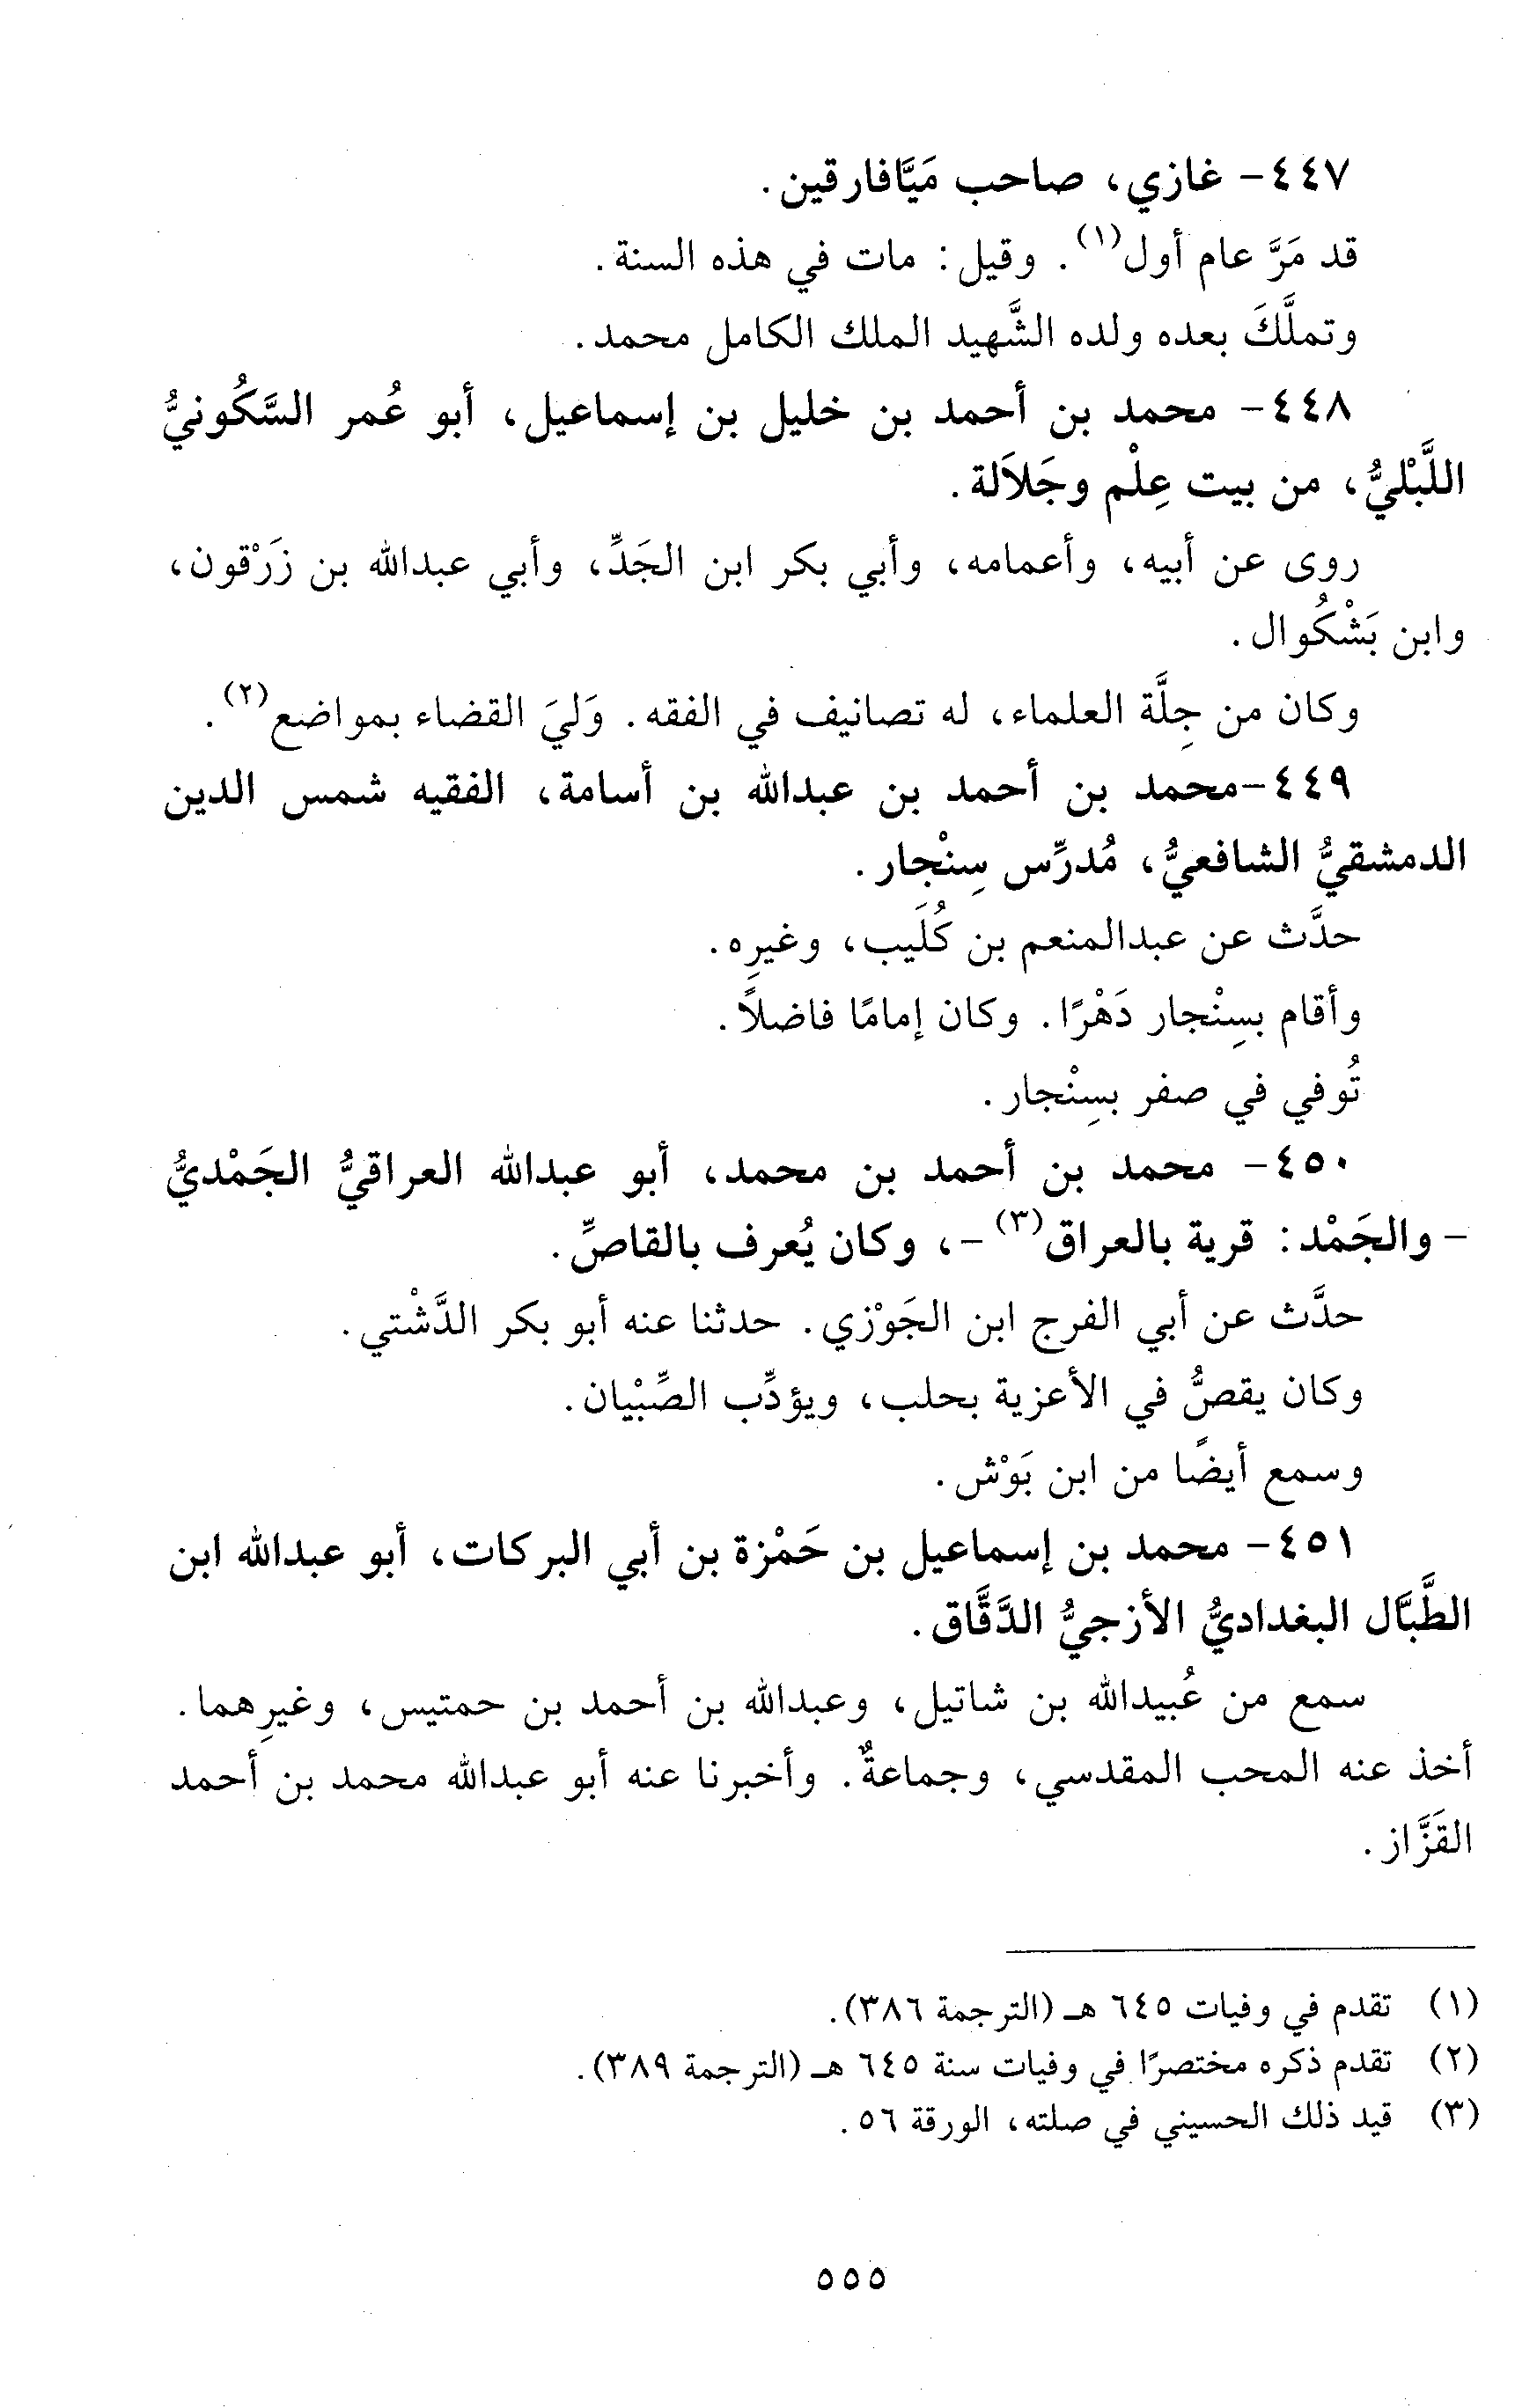 ٤٤٧- غازي، صاحب مَيَّافارقين.
قد مَرَّ عام أول(١). وقيل: مات في هذه السنة.
وتملَّكَ بعده ولده الشَّهيد الملك الكامل محمد.
٤٤٨- محمد بن أحمد بن خليل بن إسماعيل، أبو عُمر السَّكُونيُّ
اللَّبْليُّ، من بيت عِلْم وجَلاَلة.
روى عن أبيه، وأعمامه، وأبي بكر ابن الجَدِّ، وأبي عبدالله بن زَرْقون،
وابن بَشْكُوال.
وكان من جِلَّة العلماء، له تصانيف في الفقه. وَليَ القضاء بمواضع(٢).
٤٤٩-محمد بن أحمد بن عبدالله بن أسامة، الفقيه شمس الدين
الدمشقيُّ الشافعيُّ، مُدرِّس سِنْجار.
حدَّث عن عبدالمنعم بن كُلَيب، وغيرِه.
وأقام بسِنْجار دَهْرًا. وكان إمامًا فاضلاً.
تُوفي في صفر بسِنْجار.
٤٥٠- محمد بن أحمد بن محمد، أبو عبدالله العراقيُّ الجَمْديُّ
- والجَمْد: قرية بالعراق(٣)-، وكان يُعرف بالقاصِّ.
حدَّث عن أبي الفرج ابن الجَوْزي. حدثنا عنه أبو بكر الدَّشْتي.
وكان يقصُّ في الأعزية بحلب، ويؤدِّب الصِّبْيان.
وسمع أيضًا من ابن بَوْش.
٤٥١- محمد بن إسماعيل بن حَمْزة بن أبي البركات، أبو عبدالله ابن
الطَّبَّال البغداديُّ الأزجيُّ الدَّقَّاق.
سمع من عُبيدالله بن شاتيل، وعبدالله بن أحمد بن حمتيس، وغيرِهما.
أخذ عنه المحب المقدسي، وجماعةٌ. وأخبرنا عنه أبو عبدالله محمد بن أحمد
القَزَّاز.
(١) تقدم في وفيات ٦٤٥ هـ (الترجمة ٣٨٦).
(٢) تقدم ذكره مختصرًا في وفيات سنة ٦٤٥ هـ (الترجمة ٣٨٩).
(٣) قيد ذلك الحسيني في صلته، الورقة ٥٦.
٥٥٥